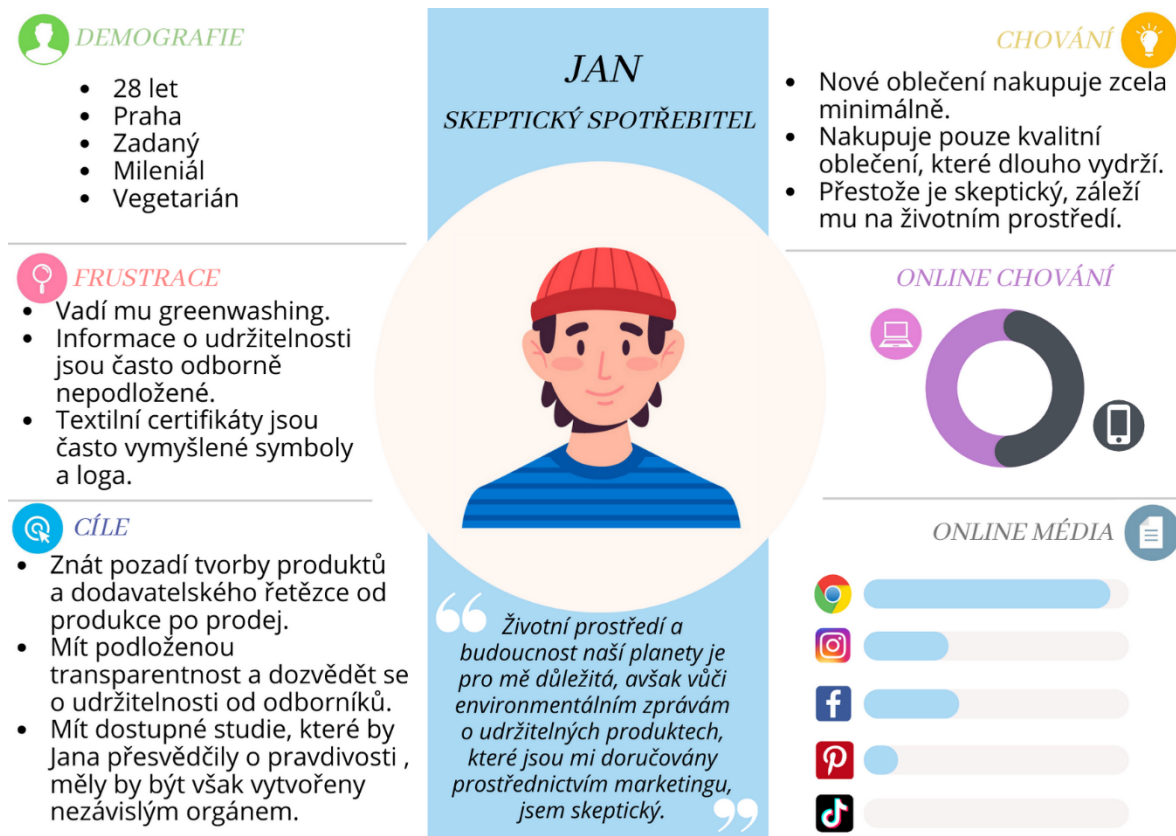 DEMOGRAFIE
28 let
Praha
Zadaný
Mileniál
Vegetarián
FRUSTRACE
Vadí mu greenwashing.
Informace o udržitelnosti
jsou často odborně
nepodložené.
Textilní certifikáty jsou
často vymyšlené symboly
a loga.
CÍLE
Znát pozadí tvorby produktů
a dodavatelského řetězce od
produkce po prodej.
Mít podloženou
transparentnost a dozvědět se
o udržitelnosti od odborníků.
Mít dostupné studie, které by
Jana přesvědčily o pravdivosti ,
měly by být však vytvořeny
nezávislým orgánem.
JAN
SKEPTICKÝ SPOTŘEBITEL
“ Životní prostředí a
budoucnost naší planety je
pro mě důležitá, avšak vůči
environmentálním zprávám
o udržitelných produktech,
které jsou mi doručovány
prostřednictvím marketingu,
jsem skeptický. ”
CHOVÁNÍ
Nové oblečení nakupuje zcela
minimálně.
Nakupuje pouze kvalitní
oblečení, které dlouho vydrží.
Přestože je skeptický, záleží
mu na životním prostředí.
ONLINE CHOVÁNÍ
ONLINE MÉDIA